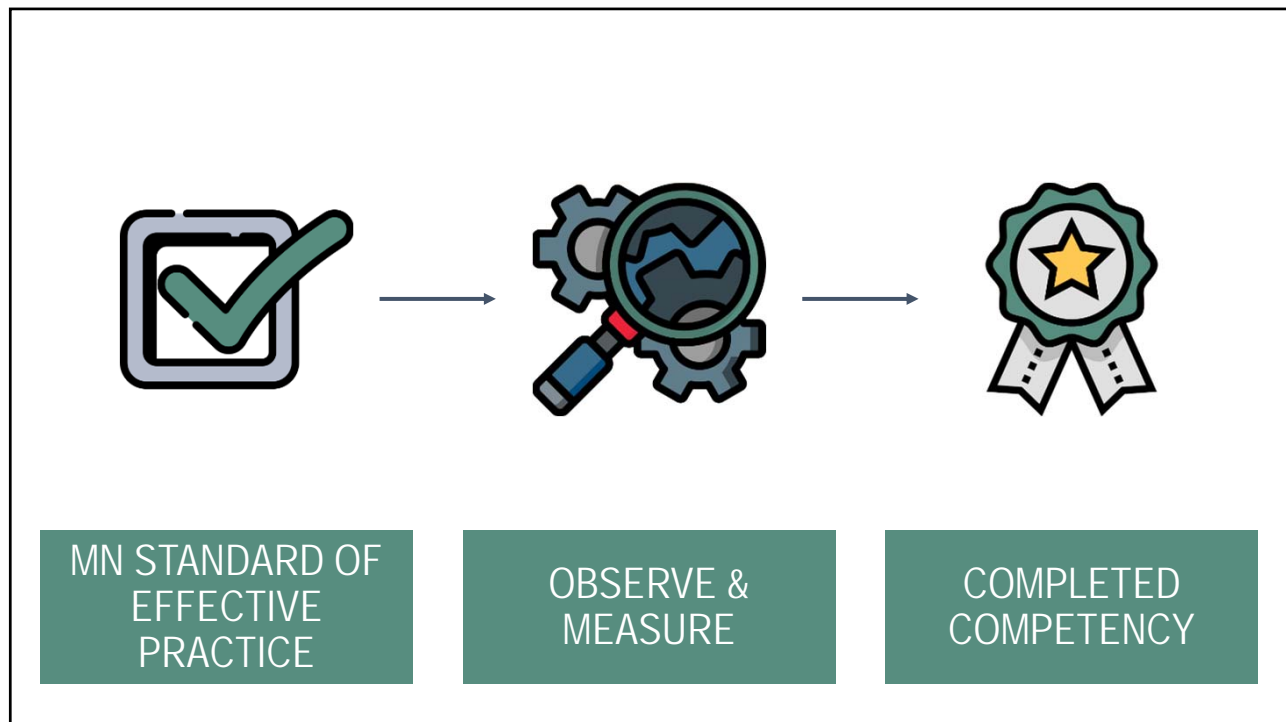 MN STANDARD OF
EFFECTIVE
PRACTICE
OBSERVE &
MEASURE
COMPLETED
COMPETENCY